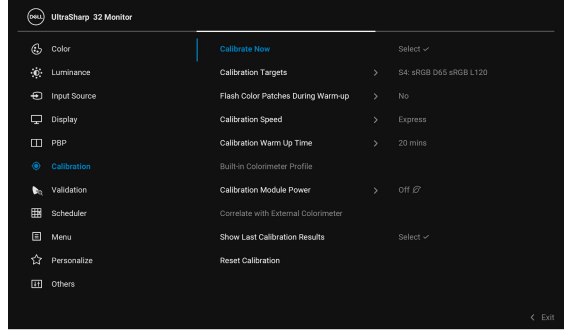 DELL UltraSharp 32 Monitor
Color
Luminance
Input Source
Display
PBP
Calibration
Validation
Scheduler
Menu
Personalize
Others
Calibrate Now Select ✓
Calibration Targets > S4: sRGB D65 sRGB L120
Flash Color Patches During Warm-up > No
Calibration Speed > Express
Calibration Warm Up Time > 20 mins
Built-in Colorimeter Profile
Calibration Module Power > Off
Correlate with External Colorimeter
Show Last Calibration Results Select ✓
Reset Calibration
< Exit